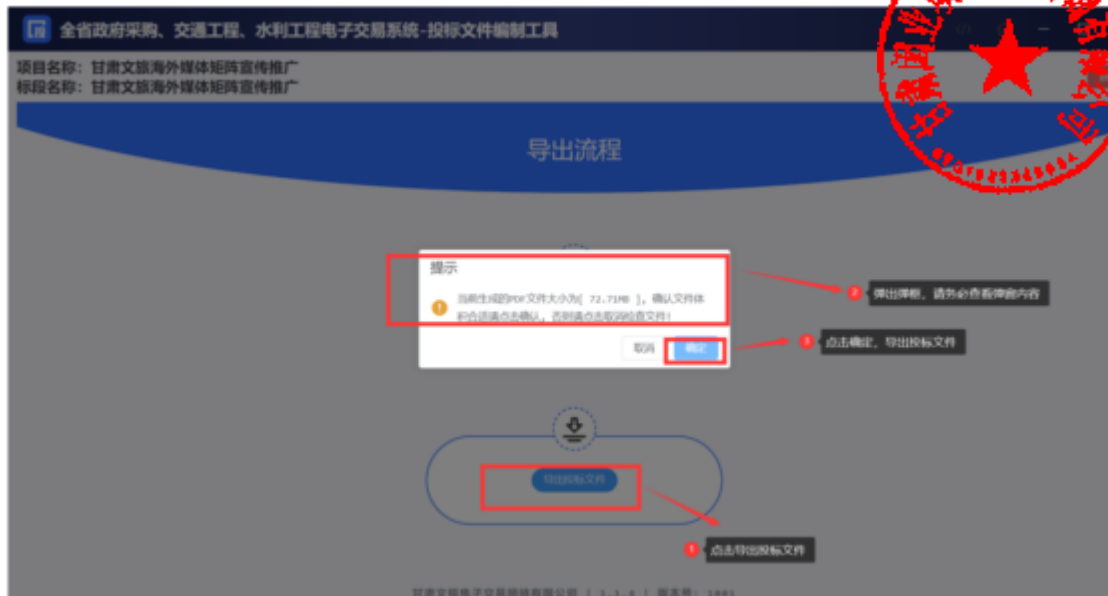 全省政府采购、交通工程、水利工程电子交易系统-投标文件编制工具
项目名称：甘肃文旅海外媒体矩阵宣传推广
标段名称：甘肃文旅海外媒体矩阵宣传推广
导出流程
提示
当前生成的PDF文件大小为[ 72.71MB ]，确认文件体
积合适请点击确认，否则请点击取消检查文件！
取消
确定
2 弹出弹框，请务必查看弹窗内容
3 点击确定，导出投标文件
导出投标文件
1 点击导出投标文件